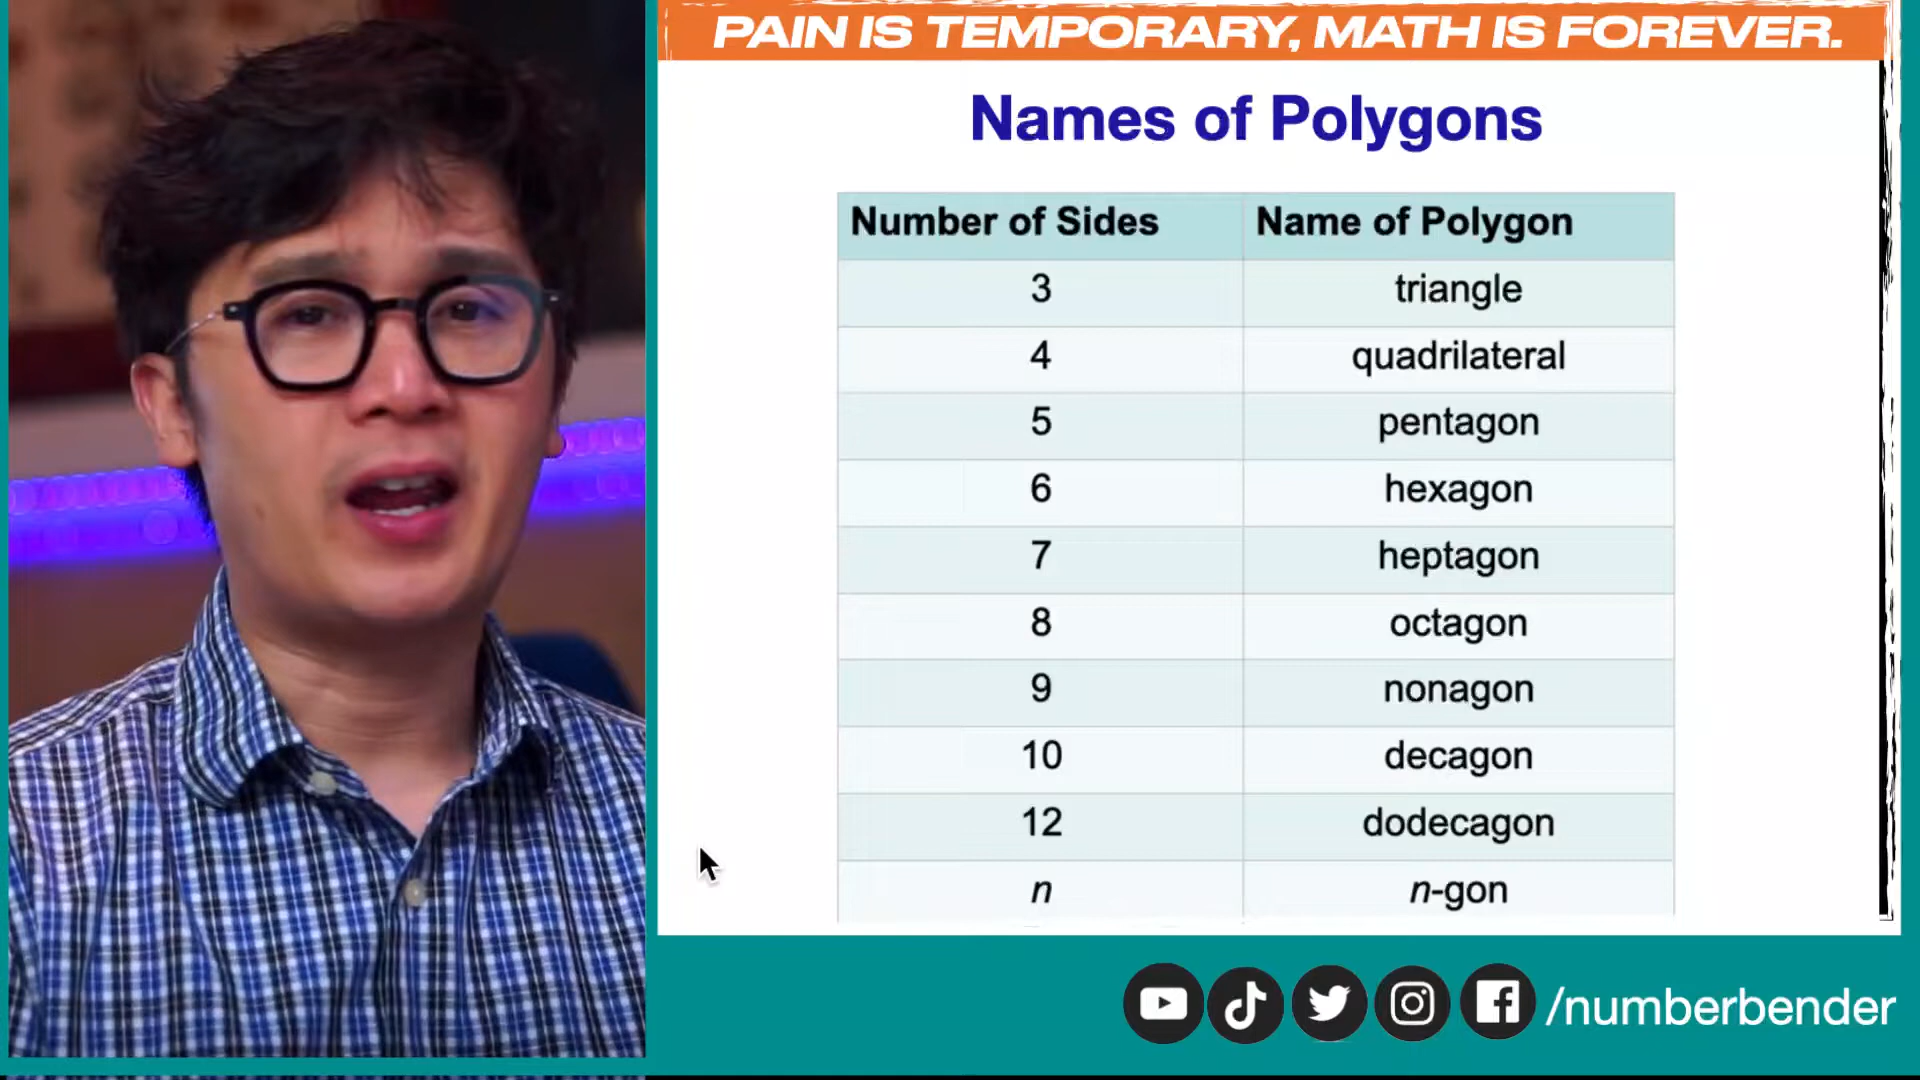 PAIN IS TEMPORARY, MATH IS FOREVER.
Names of Polygons
Number of Sides Name of Polygon
3 triangle
4 quadrilateral
5 pentagon
6 hexagon
7 heptagon
8 octagon
9 nonagon
10 decagon
12 dodecagon
n n-gon
/numberbender